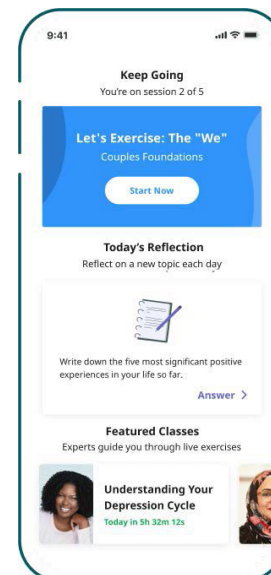 9:41
Keep Going
You're on session 2 of 5
Let's Exercise: The "We"
Couples Foundations
Start Now
Today's Reflection
Reflect on a new topic each day
Write down the five most significant positive
experiences in your life so far.
Answer
Featured Classes
Experts guide you through live exercises
Understanding Your
Depression Cycle
Today in 5h 32m 12s